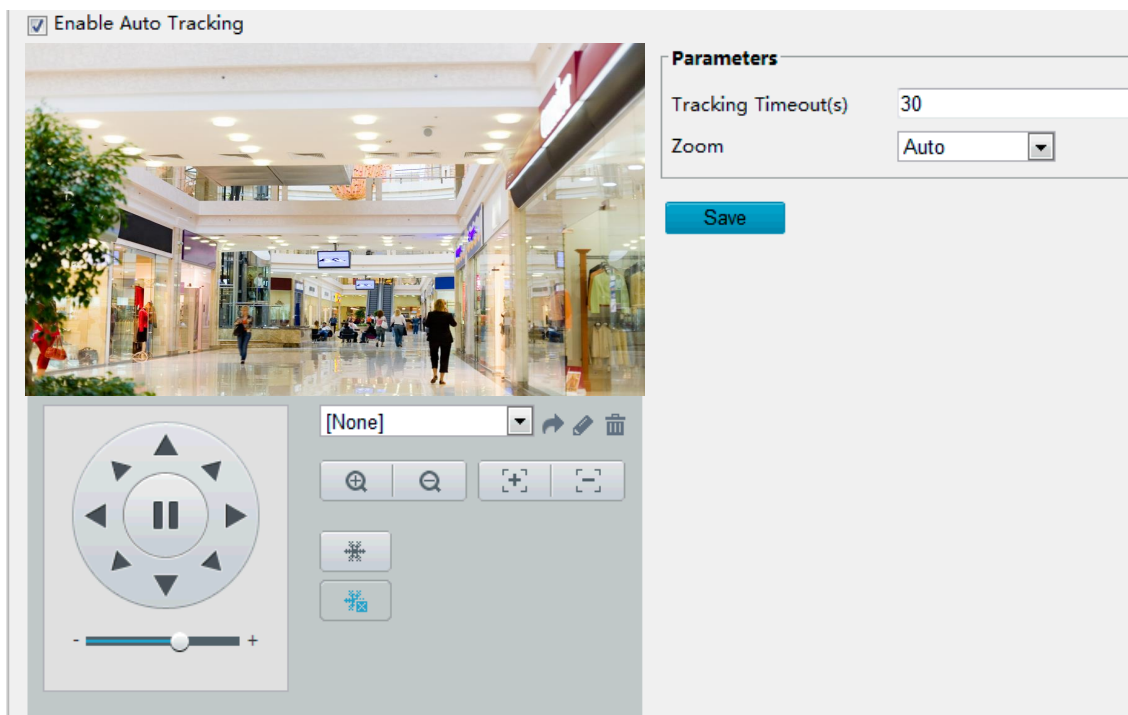 Enable Auto Tracking
Parameters
Tracking Timeout(s) 30
Zoom Auto
Save
[None]
- +